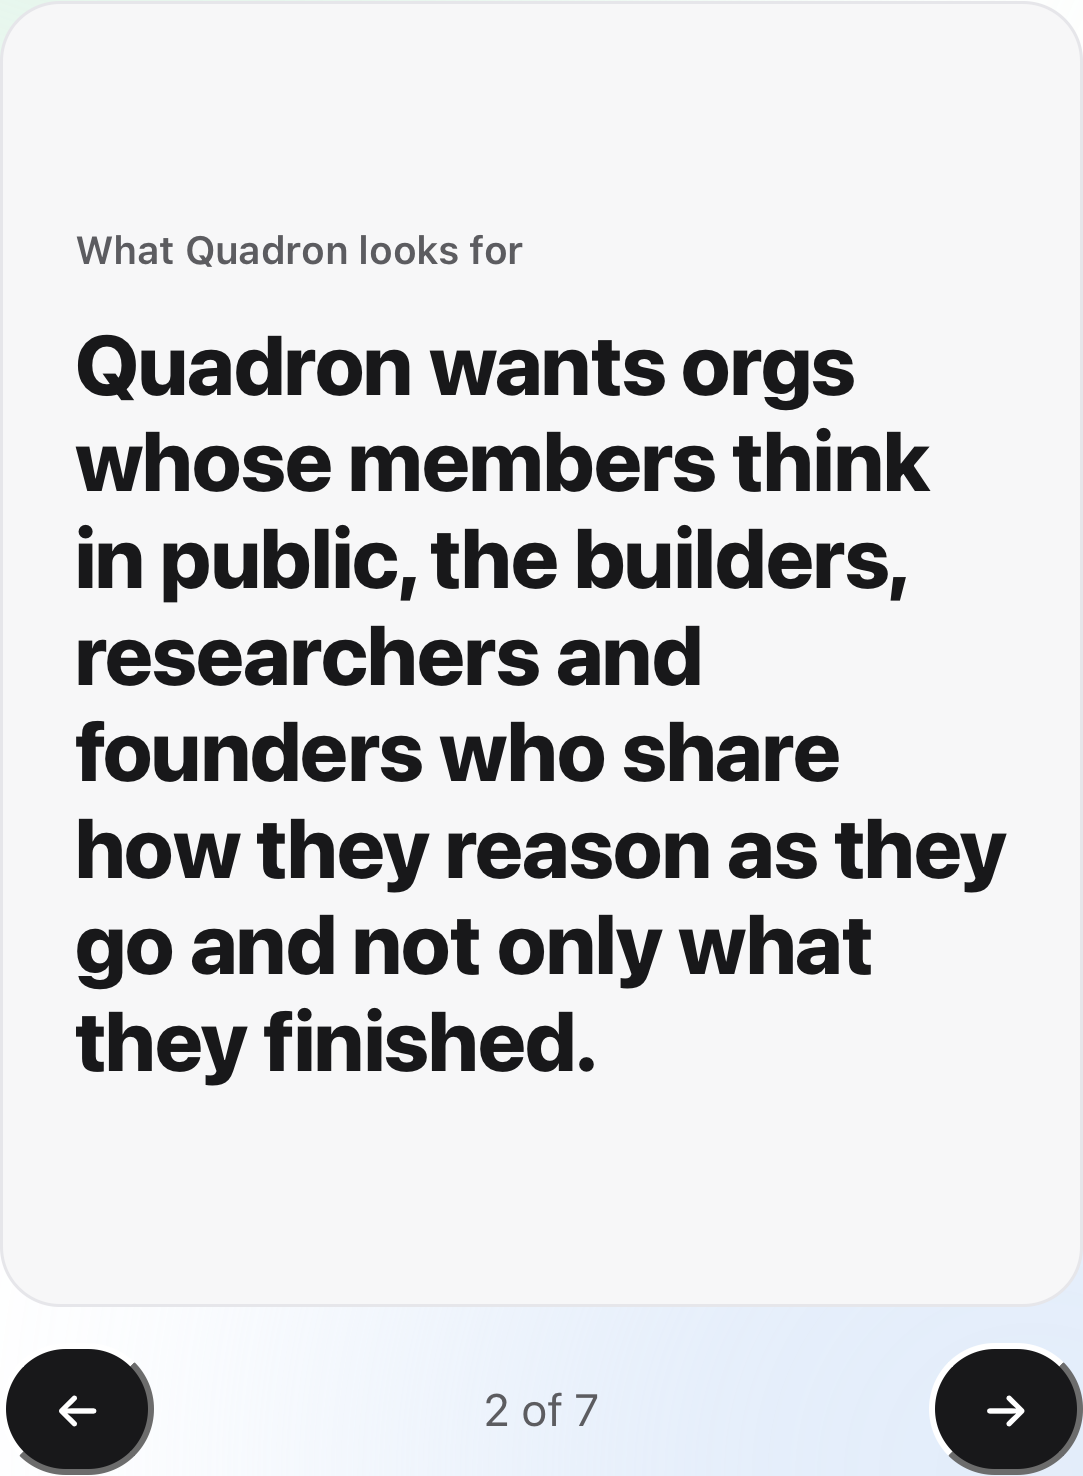 What Quadron looks for
Quadron wants orgs
whose members think
in public, the builders,
researchers and
founders who share
how they reason as they
go and not only what
they finished.
2 of 7